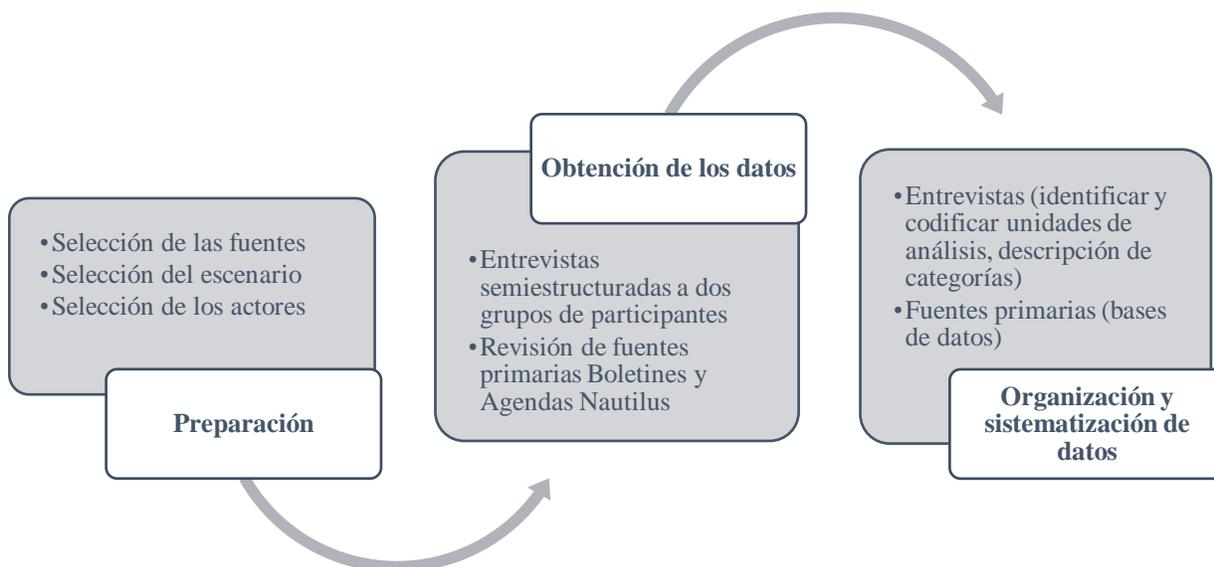 •Selección de las fuentes
•Selección del escenario
•Selección de los actores
Preparación
Obtención de los datos
•Entrevistas
semiestructuradas a dos
grupos de participantes
•Revisión de fuentes
primarias Boletines y
Agendas Nautilus
•Entrevistas (identificar y
codificar unidades de
análisis, descripción de
categorías)
•Fuentes primarias (bases
de datos)
Organización y
sistematización de
datos